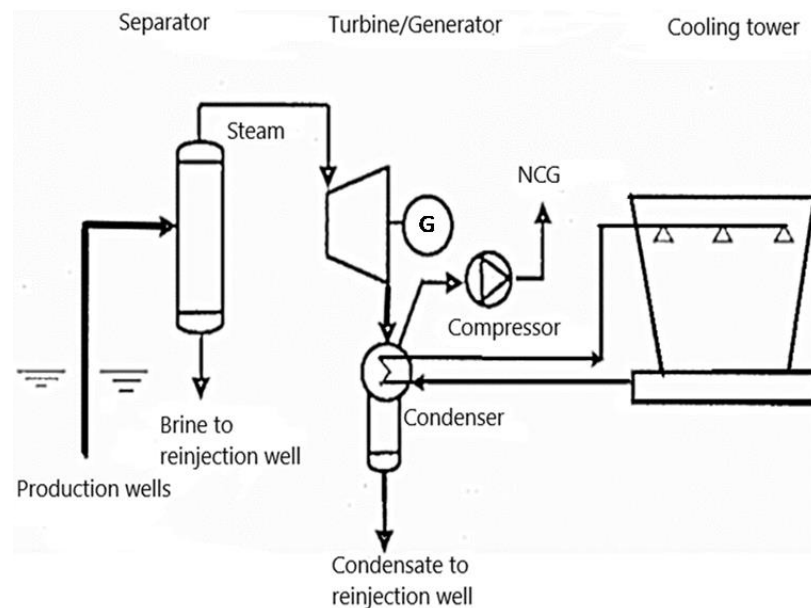 Separator
Turbine/Generator
Cooling tower
Steam
NCG
G
Compressor
Condenser
Brine to
reinjection well
Production wells
Condensate to
reinjection well